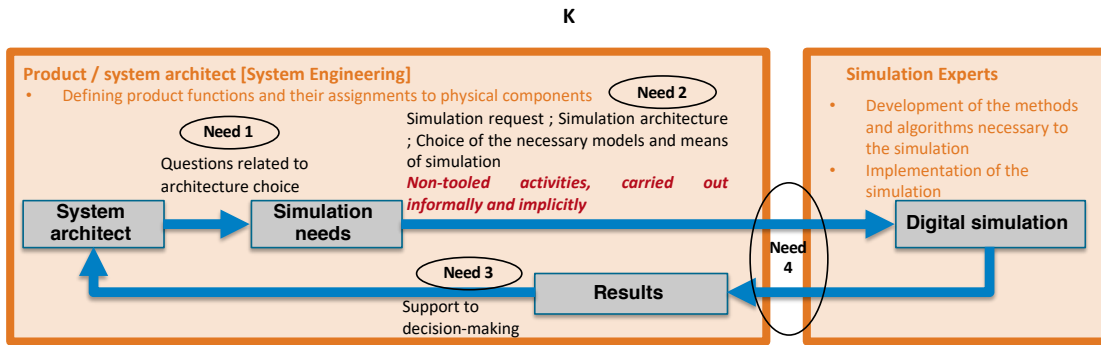 K
Product / system architect [System Engineering]
• Defining product functions and their assignments to physical components
Need 1
Questions related to
architecture choice
Need 2
Simulation request ; Simulation architecture
; Choice of the necessary models and means
of simulation
Non-tooled activities, carried out
informally and implicitly
System
architect
Simulation
needs
Need 3
Support to
decision-making
Results
Need
4
Simulation Experts
• Development of the methods
and algorithms necessary to
the simulation
• Implementation of the
simulation
Digital simulation